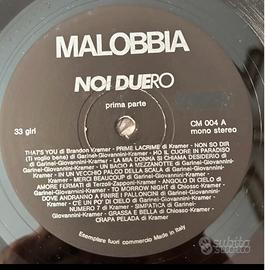 MALOBBIA
NOI DUERO
prima parte
33 giri
CM 004 A
mono stereo
THAT'S YOU di Brandon Kramer - PRIME LACRIME di Kramer - NON SO DIR
(Ti voglio bene) di Garinei-Giovannini-Kramer - HO IL CUORE IN PARADISO
di Garinei-Giovannini-Kramer - LA MIA DONNA SI CHIAMA DESIDERIO di
Garinei-Giovannini-Kramer - UN BACIO A MEZZANOTTE di Garinei-Giovannini-
Kramer - IN UN VECCHIO PALCO DELLA SCALA di Garinei-Giovannini-
Kramer - MERCI BEAUCOUP di Garinei-Giovannini-Kramer - ANGOLO DI CIELO di
AMORE FERMATI di Terzoli-Zapponi-Kramer - 
TO MORROW NIGHT di Chiosso-Kramer -
DOVE ANDRANNO A FINIRE I PALLONCINI di Garinei-Giovannini-
Kramer - C'E UN PO' DI CIELO di Garinei-Giovannini-Kramer -
NUMERO 7 di Kramer - SIMPATICA di Garinei-Giovannini-
Kramer - GRASSA E BELLA di Chiosso-Kramer -
CRAPA PELADA di Kramer
Esemplare fuori commercio Made in Italy
subito